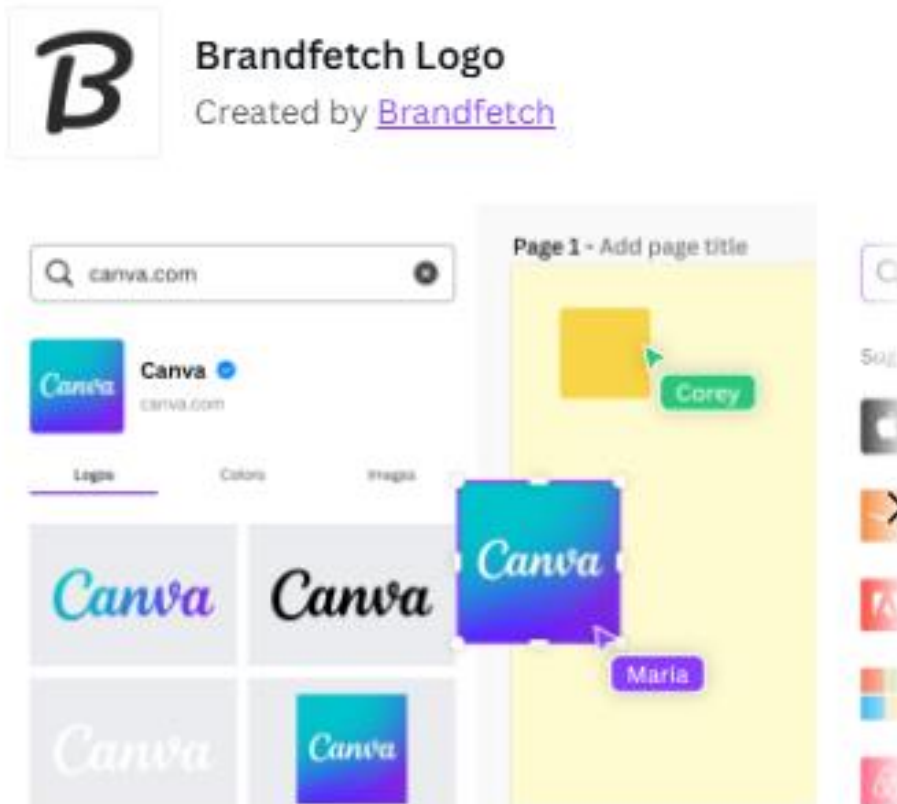 B
Brandfetch Logo
Created by Brandfetch
canva.com
Canva
Canva
canva.com
Logos Colors Images
Canva Canva
Canva Canva
Page 1 - Add page title
Corey
Canva
Maria